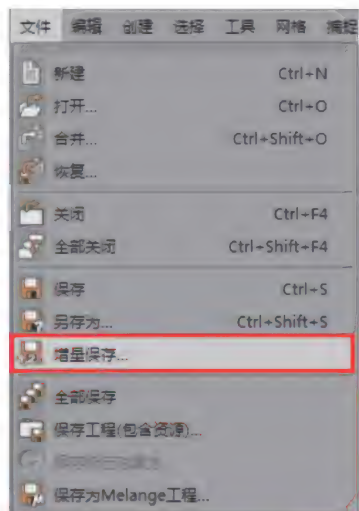 文件 编辑 创建 选择 工具 网格 捕捉
新建 Ctrl+N
打开... Ctrl+O
合并... Ctrl+Shift+O
恢复...
关闭 Ctrl+F4
全部关闭 Ctrl+Shift+F4
保存 Ctrl+S
另存为... Ctrl+Shift+S
增量保存...
全部保存
保存工程(包含资源)...
保存为Melange工程...